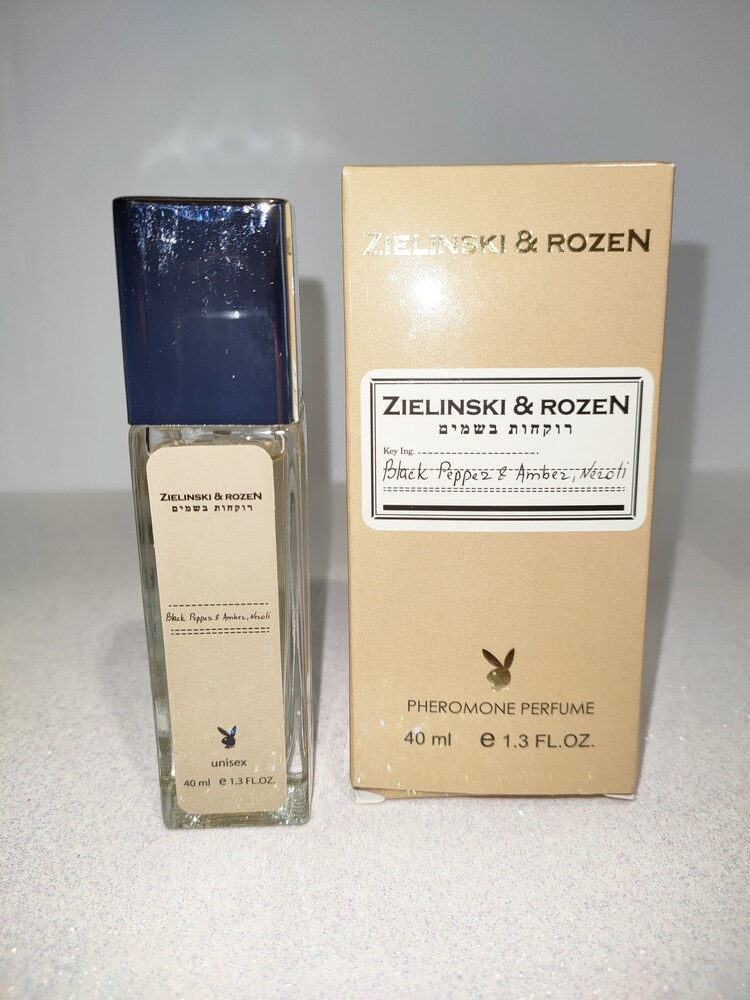 ZIELINSKI & ROZEN
רוקחות בשמים
Black Pepper & Amber, Neroli
unisex
40 ml e 1.3 FL.OZ.
ZIELINSKI & ROZEN
ZIELINSKI & ROZEN
רוקחות בשמים
Key Ing.
Black Pepper & Amber, Neroli
PHEROMONE PERFUME
40 ml e 1.3 FL.OZ.